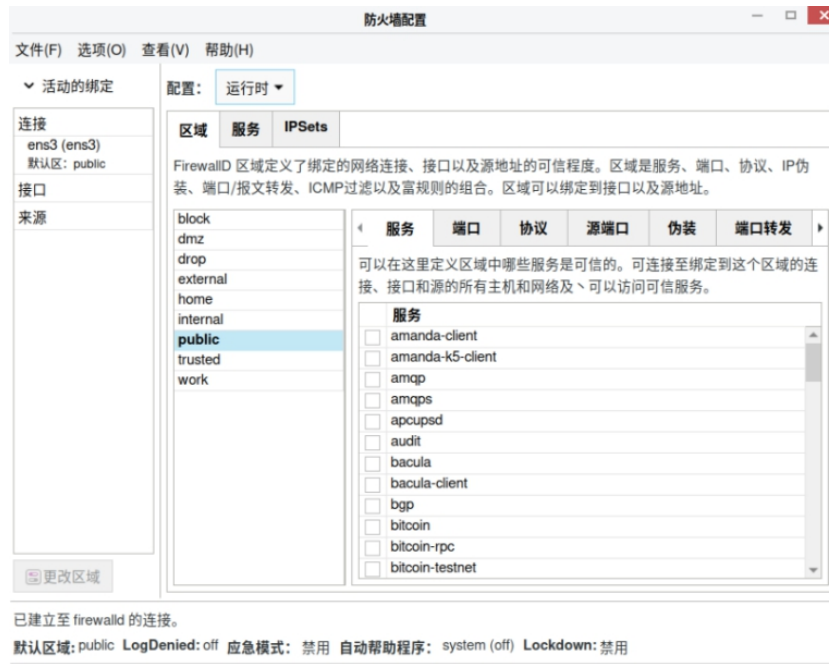 防火墙配置
文件(F) 选项(O) 查看(V) 帮助(H)
活动的绑定
配置： 运行时
连接
ens3 (ens3)
默认区：public
接口
来源
更改区域
区域 服务 IPSets
FirewallD 区域定义了绑定的网络连接、接口以及源地址的可信程度。区域是服务、端口、协议、IP伪
装、端口/报文转发、ICMP过滤以及富规则的组合。区域可以绑定到接口以及源地址。
block
dmz
drop
external
home
internal
public
trusted
work
服务 端口 协议 源端口 伪装 端口转发
可以在这里定义区域中哪些服务是可信的。可连接至绑定到这个区域的连
接、接口和源的所有主机和网络及丶可以访问可信服务。
服务
amanda-client
amanda-k5-client
amqp
amqps
apcupsd
audit
bacula
bacula-client
bgp
bitcoin
bitcoin-rpc
bitcoin-testnet
已建立至 firewalld 的连接。
默认区域: public LogDenied: off 应急模式： 禁用 自动帮助程序： system (off) Lockdown: 禁用